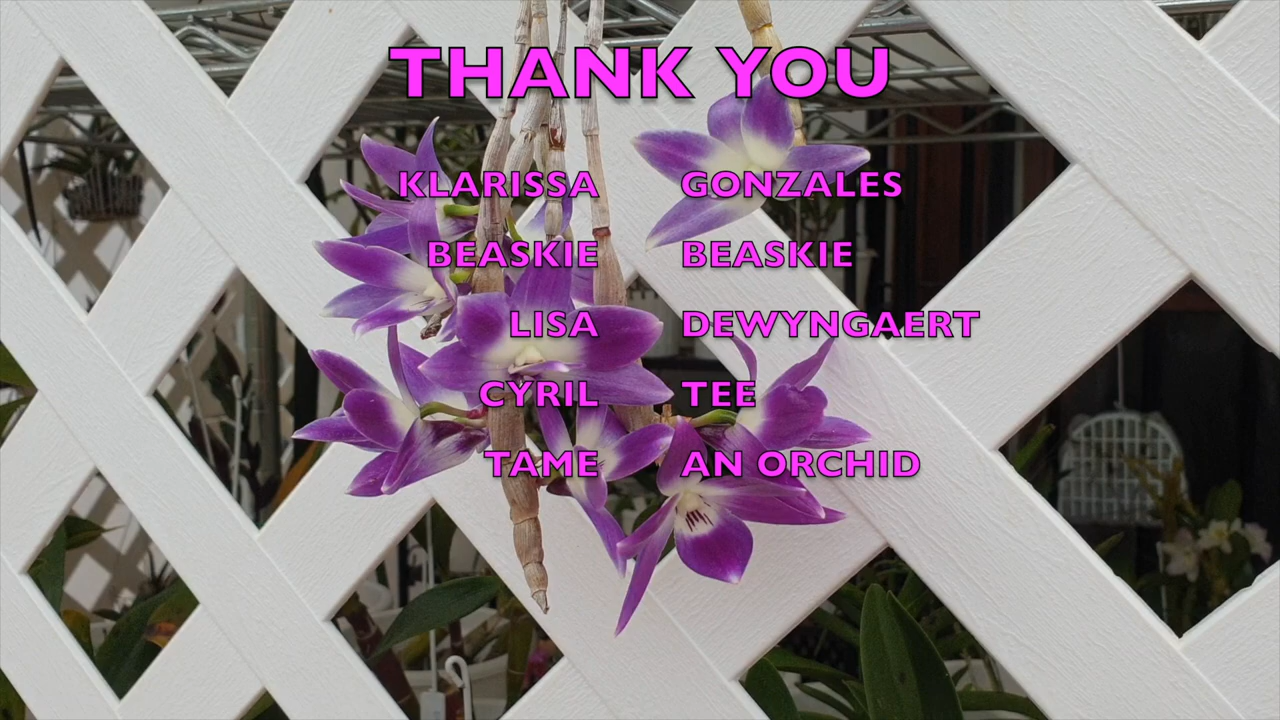 THANK YOU
KLARISSA GONZALES
BEASKIE BEASKIE
LISA DEWYNGAERT
CYRIL TEE
TAME AN ORCHID